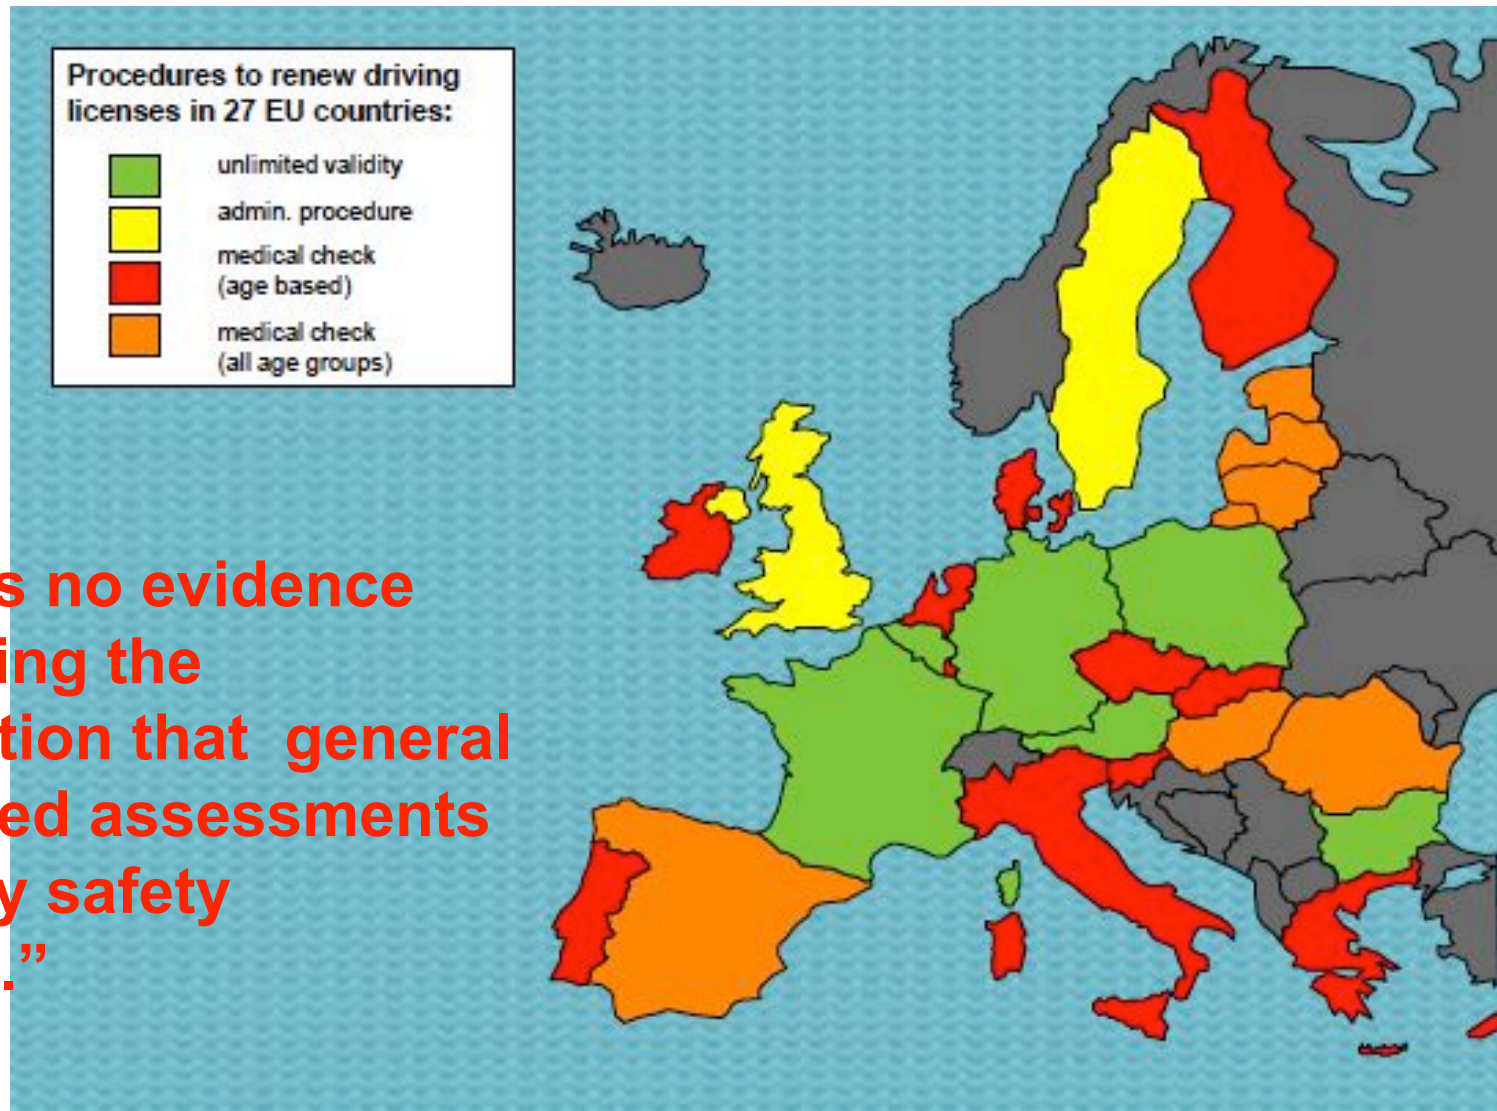 Procedures to renew driving
licenses in 27 EU countries:
unlimited validity
admin. procedure
medical check
(age based)
medical check
(all age groups)
s no evidence
ing the
tion that general
ed assessments
y safety
.”